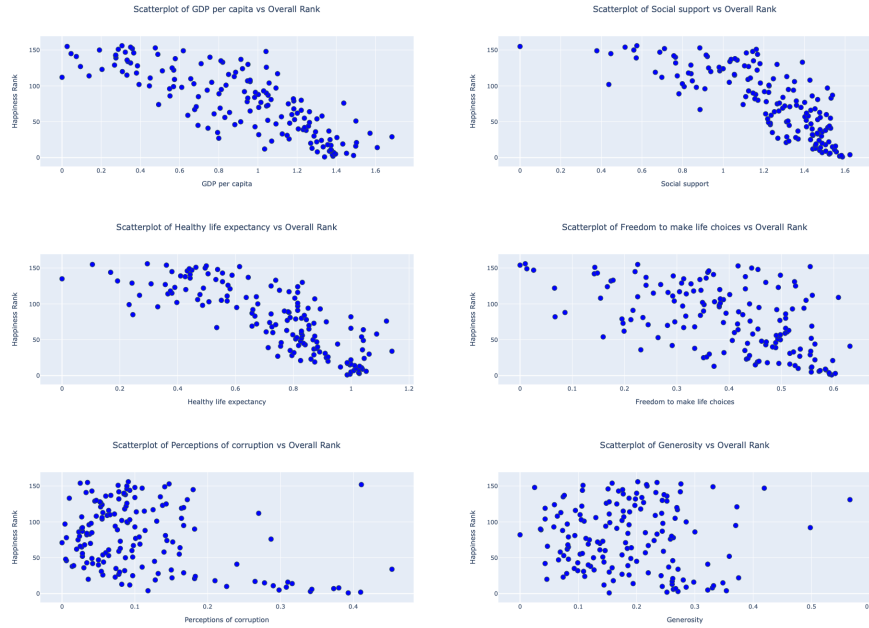 Scatterplot of GDP per capita vs Overall Rank
Scatterplot of Social support vs Overall Rank
Happiness Rank
150
100
50
0
0 0.2 0.4 0.6 0.8 1 1.2 1.4 1.6
GDP per capita
Happiness Rank
150
100
50
0
0 0.2 0.4 0.6 0.8 1 1.2 1.4 1.6
Social support
Scatterplot of Healthy life expectancy vs Overall Rank
Scatterplot of Freedom to make life choices vs Overall Rank
Happiness Rank
150
100
50
0
0 0.2 0.4 0.6 0.8 1 1.2
Healthy life expectancy
Happiness Rank
150
100
50
0
0 0.1 0.2 0.3 0.4 0.5 0.6
Freedom to make life choices
Scatterplot of Perceptions of corruption vs Overall Rank
Scatterplot of Generosity vs Overall Rank
Happiness Rank
150
100
50
0
0 0.1 0.2 0.3 0.4
Perceptions of corruption
Happiness Rank
150
100
50
0
0 0.1 0.2 0.3 0.4 0.5
Generosity